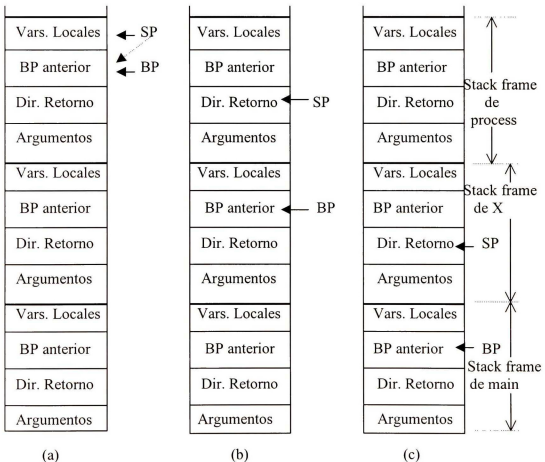 Vars. Locales
SP
BP anterior
BP
Dir. Retorno
Argumentos
Vars. Locales
BP anterior
Dir. Retorno
Argumentos
Vars. Locales
BP anterior
Dir. Retorno
Argumentos
(a)
Vars. Locales
BP anterior
Dir. Retorno
SP
Argumentos
Vars. Locales
BP anterior
BP
Dir. Retorno
Argumentos
Vars. Locales
BP anterior
Dir. Retorno
Argumentos
(b)
Vars. Locales
BP anterior
Dir. Retorno
Argumentos
Stack frame
de
process
Vars. Locales
BP anterior
Dir. Retorno
SP
Argumentos
Stack frame
de X
Vars. Locales
BP anterior
BP
Dir. Retorno
Argumentos
Stack frame
de main
(c)